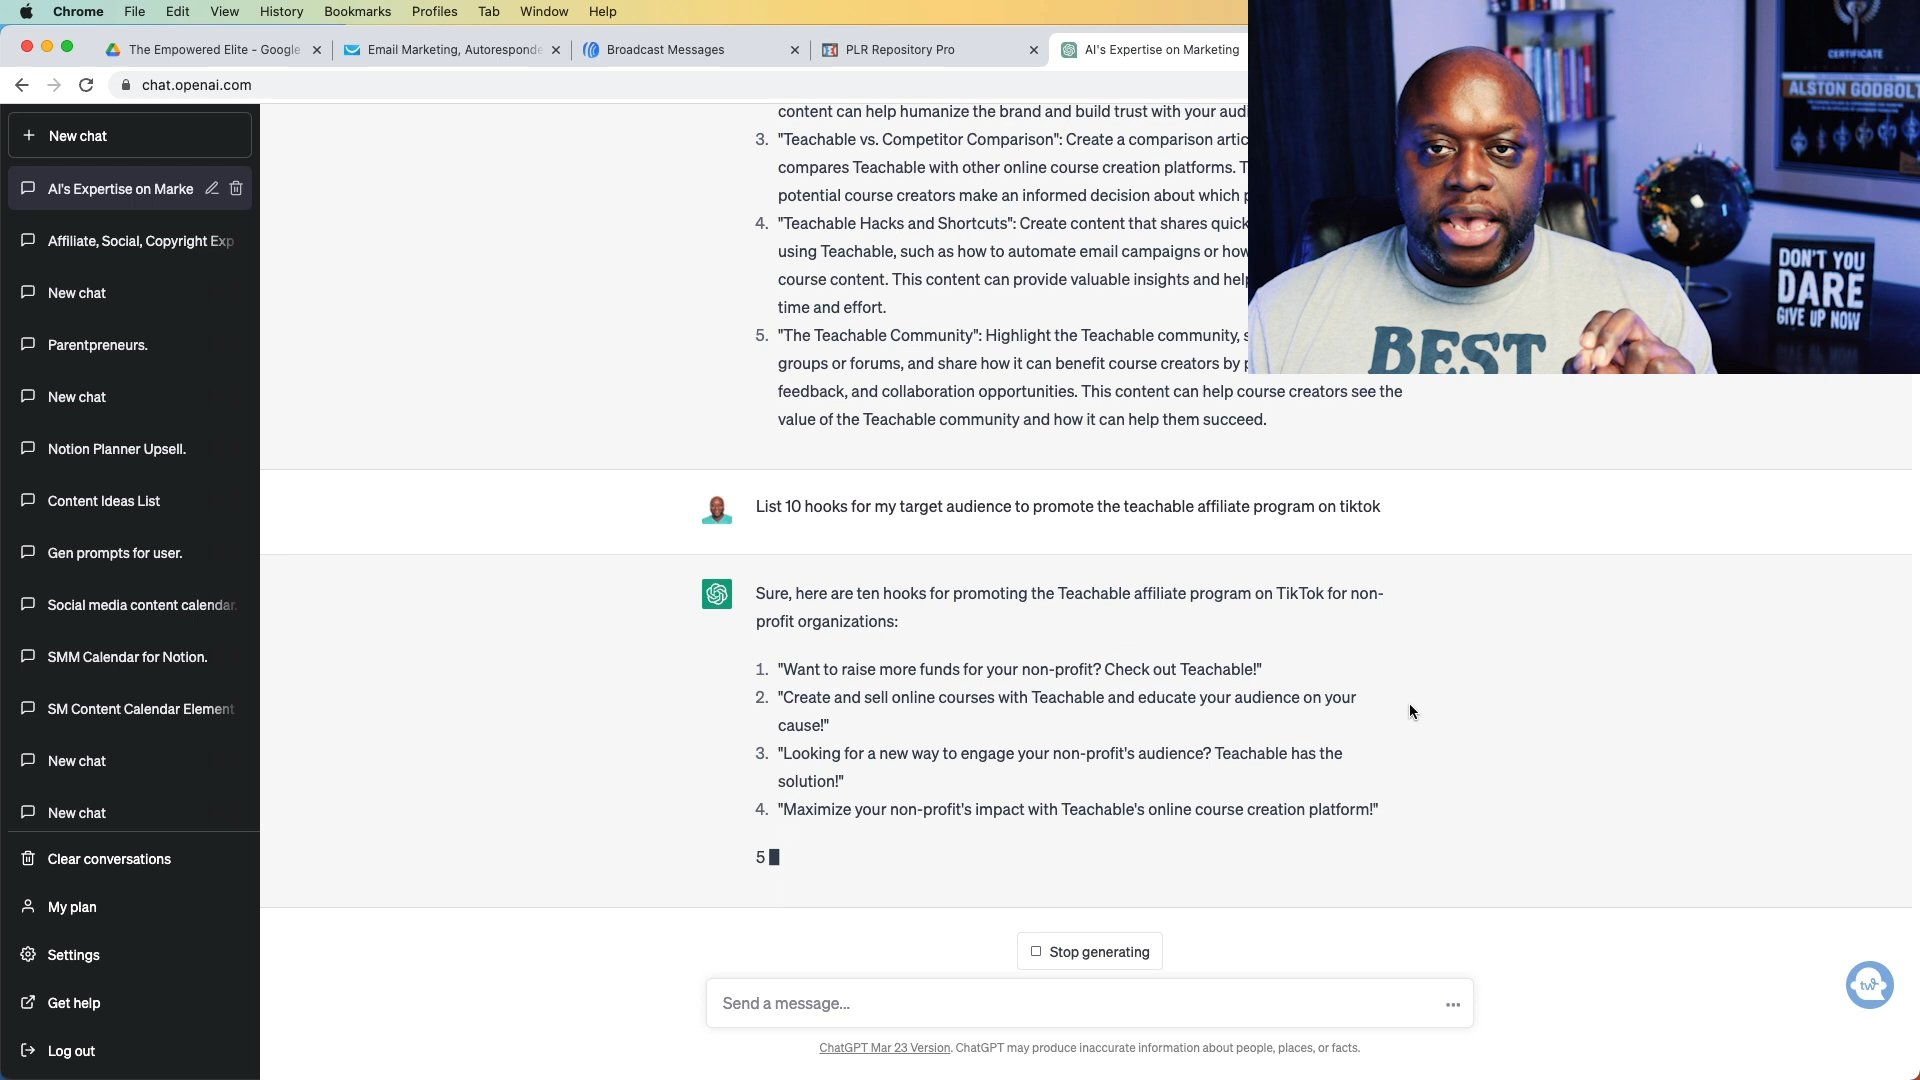 Chrome File Edit View History Bookmarks Profiles Tab Window Help
The Empowered Elite - Google
Email Marketing, Autoresponde
Broadcast Messages
PLR Repository Pro
AI's Expertise on Marketing
chat.openai.com
New chat
AI's Expertise on Marke
Affiliate, Social, Copyright Exp
New chat
Parentpreneurs.
New chat
Notion Planner Upsell.
Content Ideas List
Gen prompts for user.
Social media content calendar
SMM Calendar for Notion.
SM Content Calendar Element
New chat
New chat
Clear conversations
My plan
Settings
Get help
Log out
content can help humanize the brand and build trust with your audi
3. "Teachable vs. Competitor Comparison": Create a comparison artic
compares Teachable with other online course creation platforms. T
potential course creators make an informed decision about which p
4. "Teachable Hacks and Shortcuts": Create content that shares quick
using Teachable, such as how to automate email campaigns or how
course content. This content can provide valuable insights and help
time and effort.
5. "The Teachable Community": Highlight the Teachable community, s
groups or forums, and share how it can benefit course creators by p
feedback, and collaboration opportunities. This content can help course creators see the
value of the Teachable community and how it can help them succeed.
List 10 hooks for my target audience to promote the teachable affiliate program on tiktok
Sure, here are ten hooks for promoting the Teachable affiliate program on TikTok for non-
profit organizations:
1. "Want to raise more funds for your non-profit? Check out Teachable!"
2. "Create and sell online courses with Teachable and educate your audience on your
cause!"
3. "Looking for a new way to engage your non-profit's audience? Teachable has the
solution!"
4. "Maximize your non-profit's impact with Teachable's online course creation platform!"
5
Stop generating
Send a message...
ChatGPT Mar 23 Version. ChatGPT may produce inaccurate information about people, places, or facts.
CERTIFICATE
ALSTON GODBOLT
DON'T YOU
DARE
GIVE UP NOW
BEST
tw